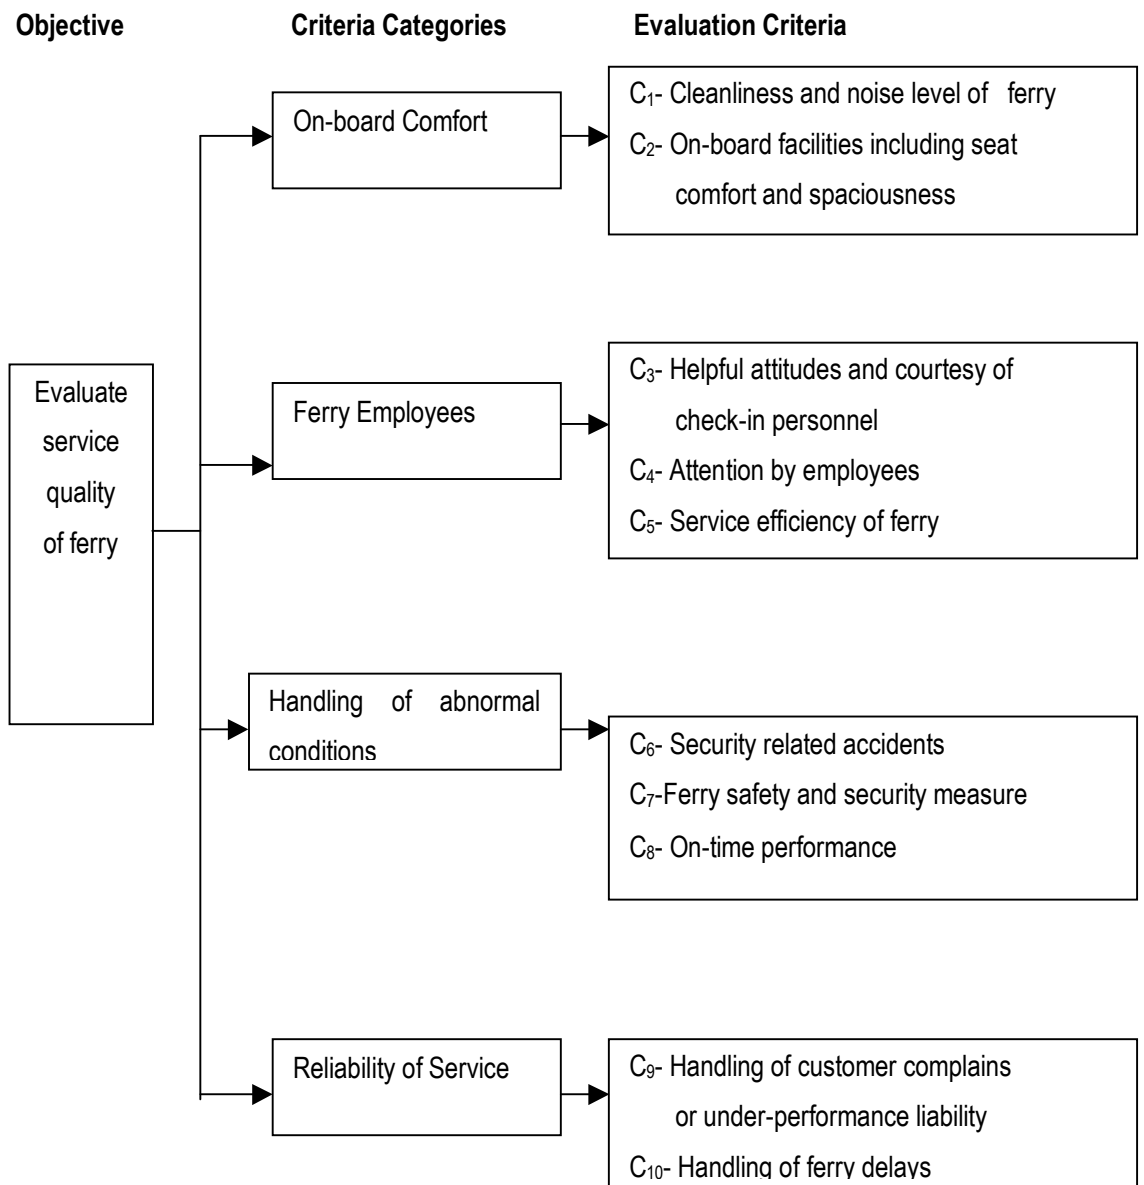 Objective
Criteria Categories
Evaluation Criteria
On-board Comfort
C₁- Cleanliness and noise level of ferry
C₂- On-board facilities including seat
comfort and spaciousness
Evaluate
service
quality
of ferry
Ferry Employees
C₃- Helpful attitudes and courtesy of
check-in personnel
C₄- Attention by employees
C₅- Service efficiency of ferry
Handling of abnormal
conditions
C₆- Security related accidents
C₇-Ferry safety and security measure
C₈- On-time performance
Reliability of Service
C₉- Handling of customer complains
or under-performance liability
C₁₀- Handling of ferry delays